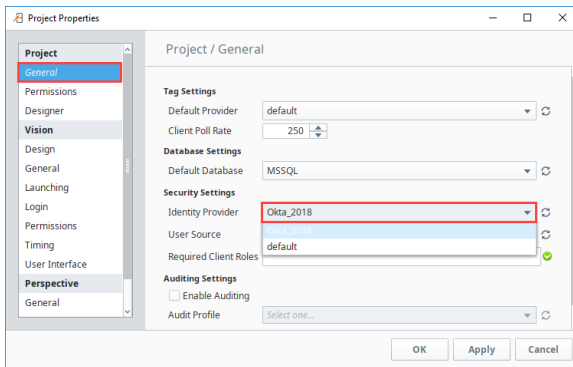 Project Properties
Project
General
Permissions
Designer
Vision
Design
General
Launching
Login
Permissions
Timing
User Interface
Perspective
General
Project / General
Tag Settings
Default Provider default
Client Poll Rate 250
Database Settings
Default Database MSSQL
Security Settings
Identity Provider Okta_2018
Okta_2018
User Source
default
Required Client Roles
Auditing Settings
Enable Auditing
Audit Profile Select one...
OK Apply Cancel